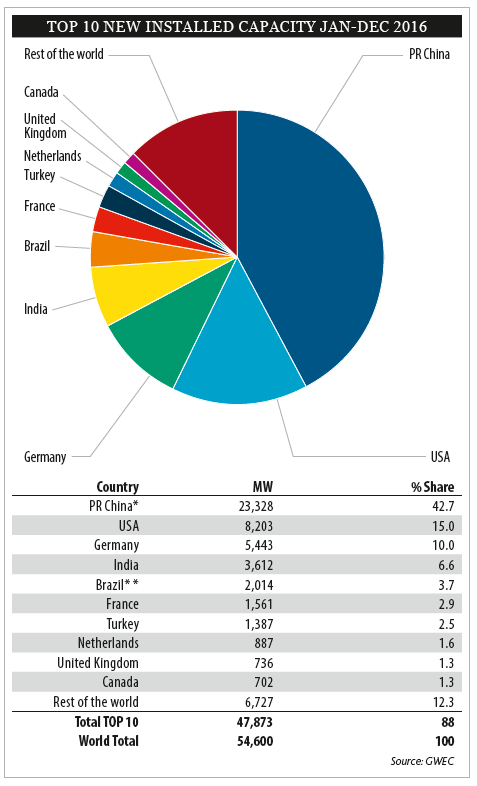 TOP 10 NEW INSTALLED CAPACITY JAN-DEC 2016
Rest of the world
PR China
Canada
United
Kingdom
Netherlands
Turkey
France
Brazil
India
Germany
USA
Country MW % Share
PR China* 23,328 42.7
USA 8,203 15.0
Germany 5,443 10.0
India 3,612 6.6
Brazil** 2,014 3.7
France 1,561 2.9
Turkey 1,387 2.5
Netherlands 887 1.6
United Kingdom 736 1.3
Canada 702 1.3
Rest of the world 6,727 12.3
Total TOP 10 47,873 88
World Total 54,600 100
Source: GWEC